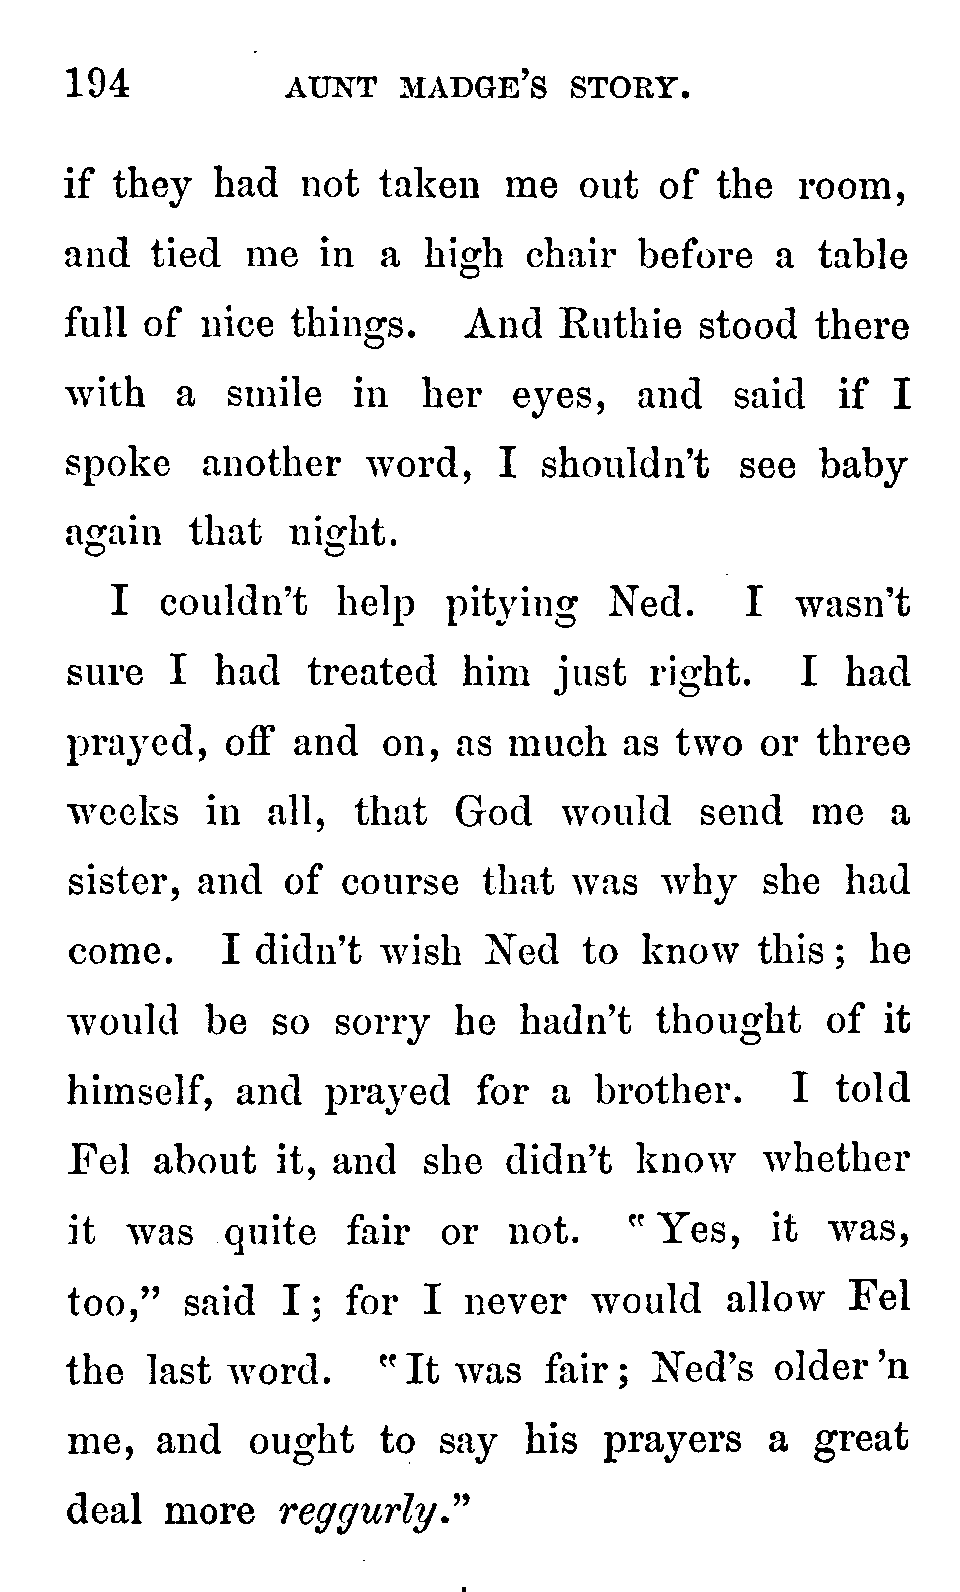 194 AUNT MADGE'S STORY.
if they had not taken me out of the room,
and tied me in a high chair before a table
full of nice things. And Ruthie stood there
with a smile in her eyes, and said if I
spoke another word, I shouldn't see baby
again that night.
I couldn't help pitying Ned. I wasn't
sure I had treated him just right. I had
prayed, off and on, as much as two or three
weeks in all, that God would send me a
sister, and of course that was why she had
come. I didn't wish Ned to know this; he
would be so sorry he hadn't thought of it
himself, and prayed for a brother. I told
Fel about it, and she didn't know whether
it was quite fair or not. "Yes, it was,
too," said I; for I never would allow Fel
the last word. "It was fair; Ned's older 'n
me, and ought to say his prayers a great
deal more reggurly."